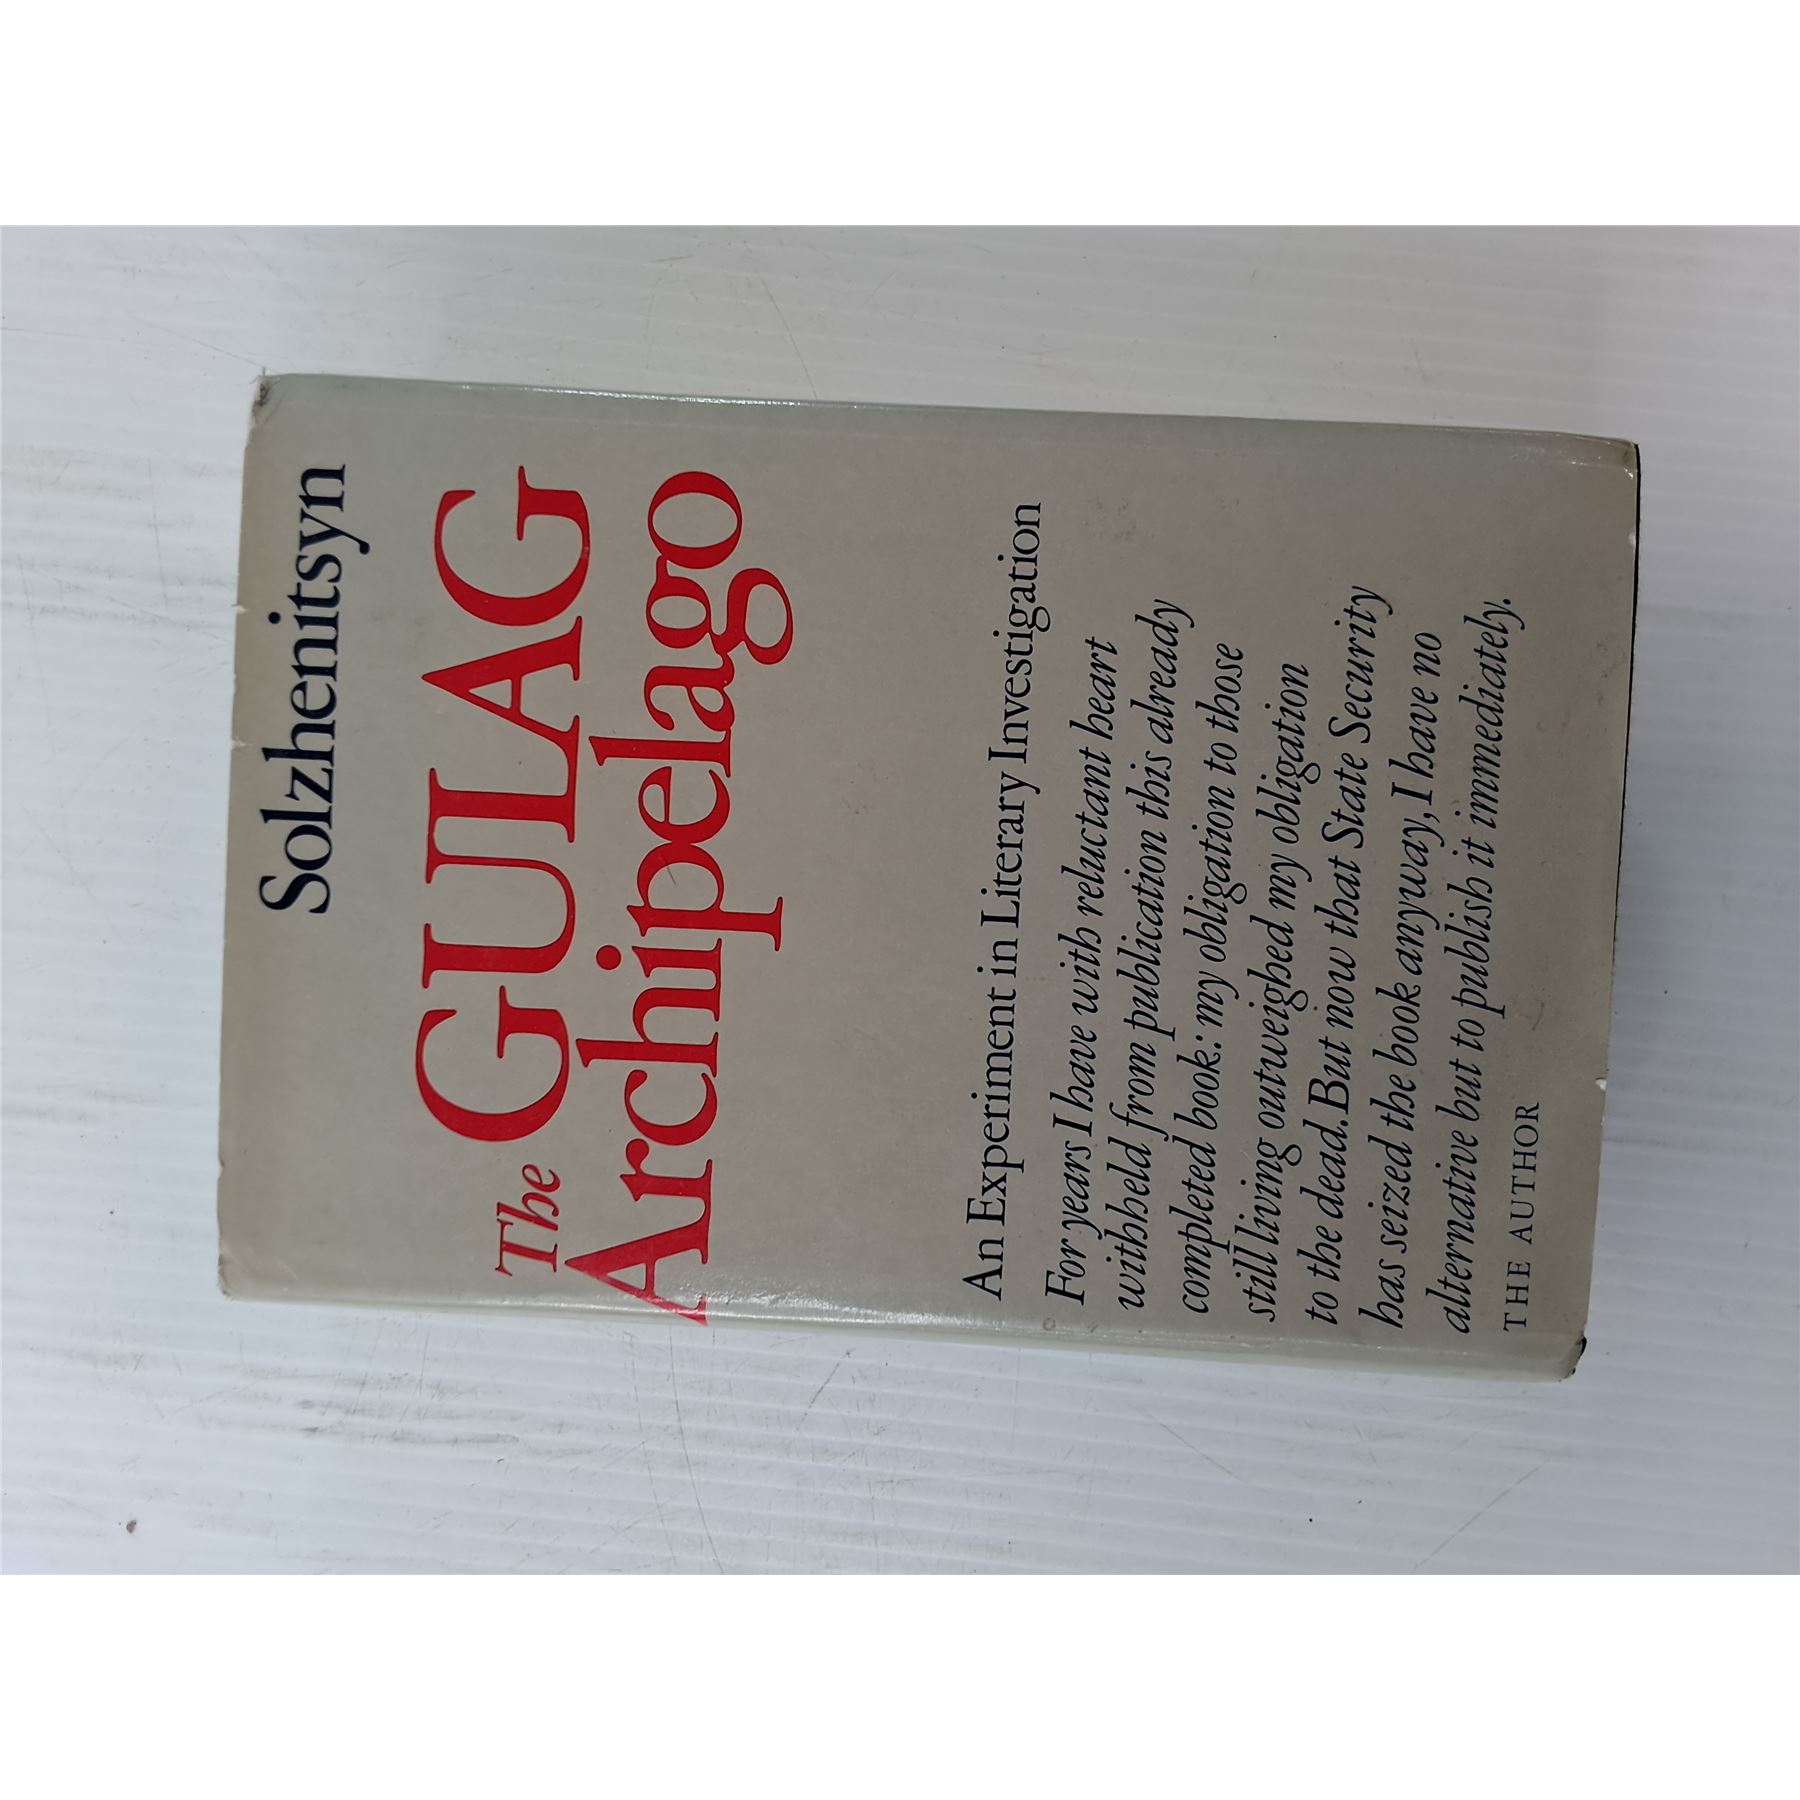 Solzhenitsyn
The GULAG
Archipelago
An Experiment in Literary Investigation
For years I have with reluctant heart
withheld from publication this already
completed book: my obligation to those
still living outweighed my obligation
to the dead. But now that State Security
has seized the book anyway, I have no
alternative but to publish it immediately.
THE AUTHOR